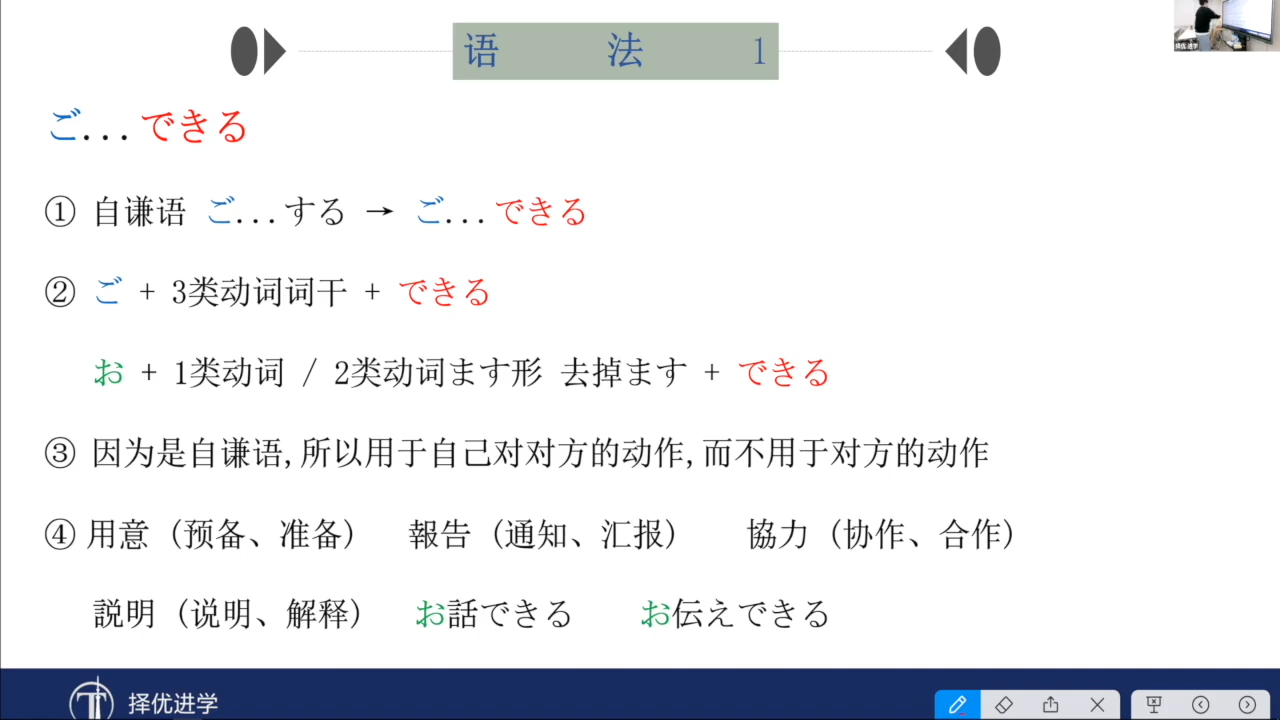 语 法 1
择优 进学
ご...できる
① 自谦语 ご...する → ご...できる
② ご + 3类动词词干 + できる
お + 1类动词 / 2类动词ます形 去掉ます + できる
③ 因为是自谦语,所以用于自己对对方的动作,而不用于对方的动作
④ 用意（预备、准备） 報告（通知、汇报） 協力（协作、合作）
説明（说明、解释） お話できる お伝えできる
择优进学